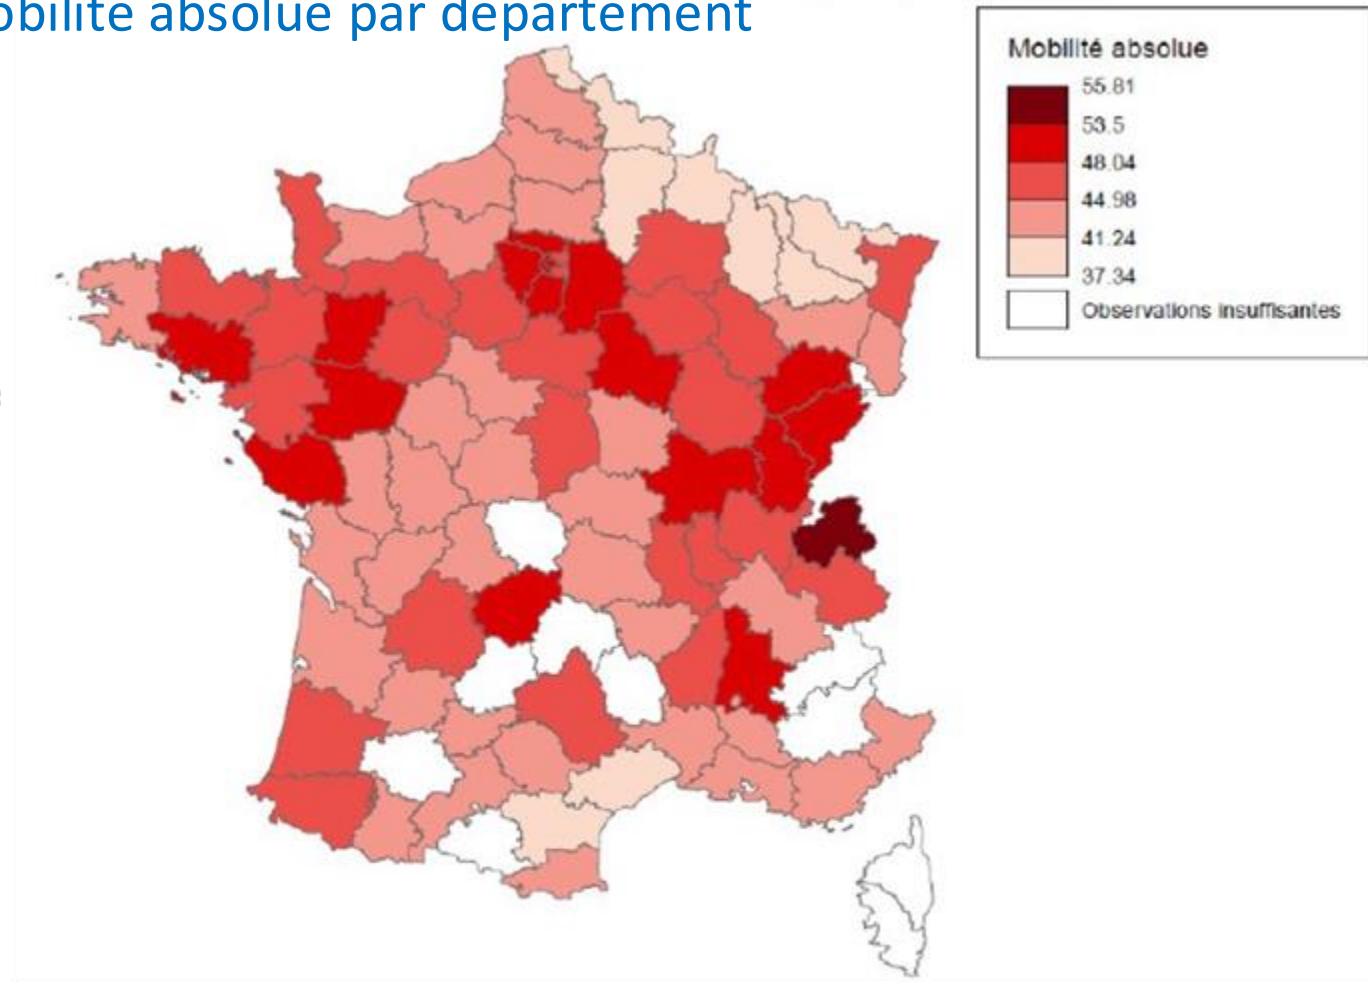 obilité absolue par département
Mobilité absolue
55.81
53.5
48.04
44.98
41.24
37.34
Observations insuffisantes